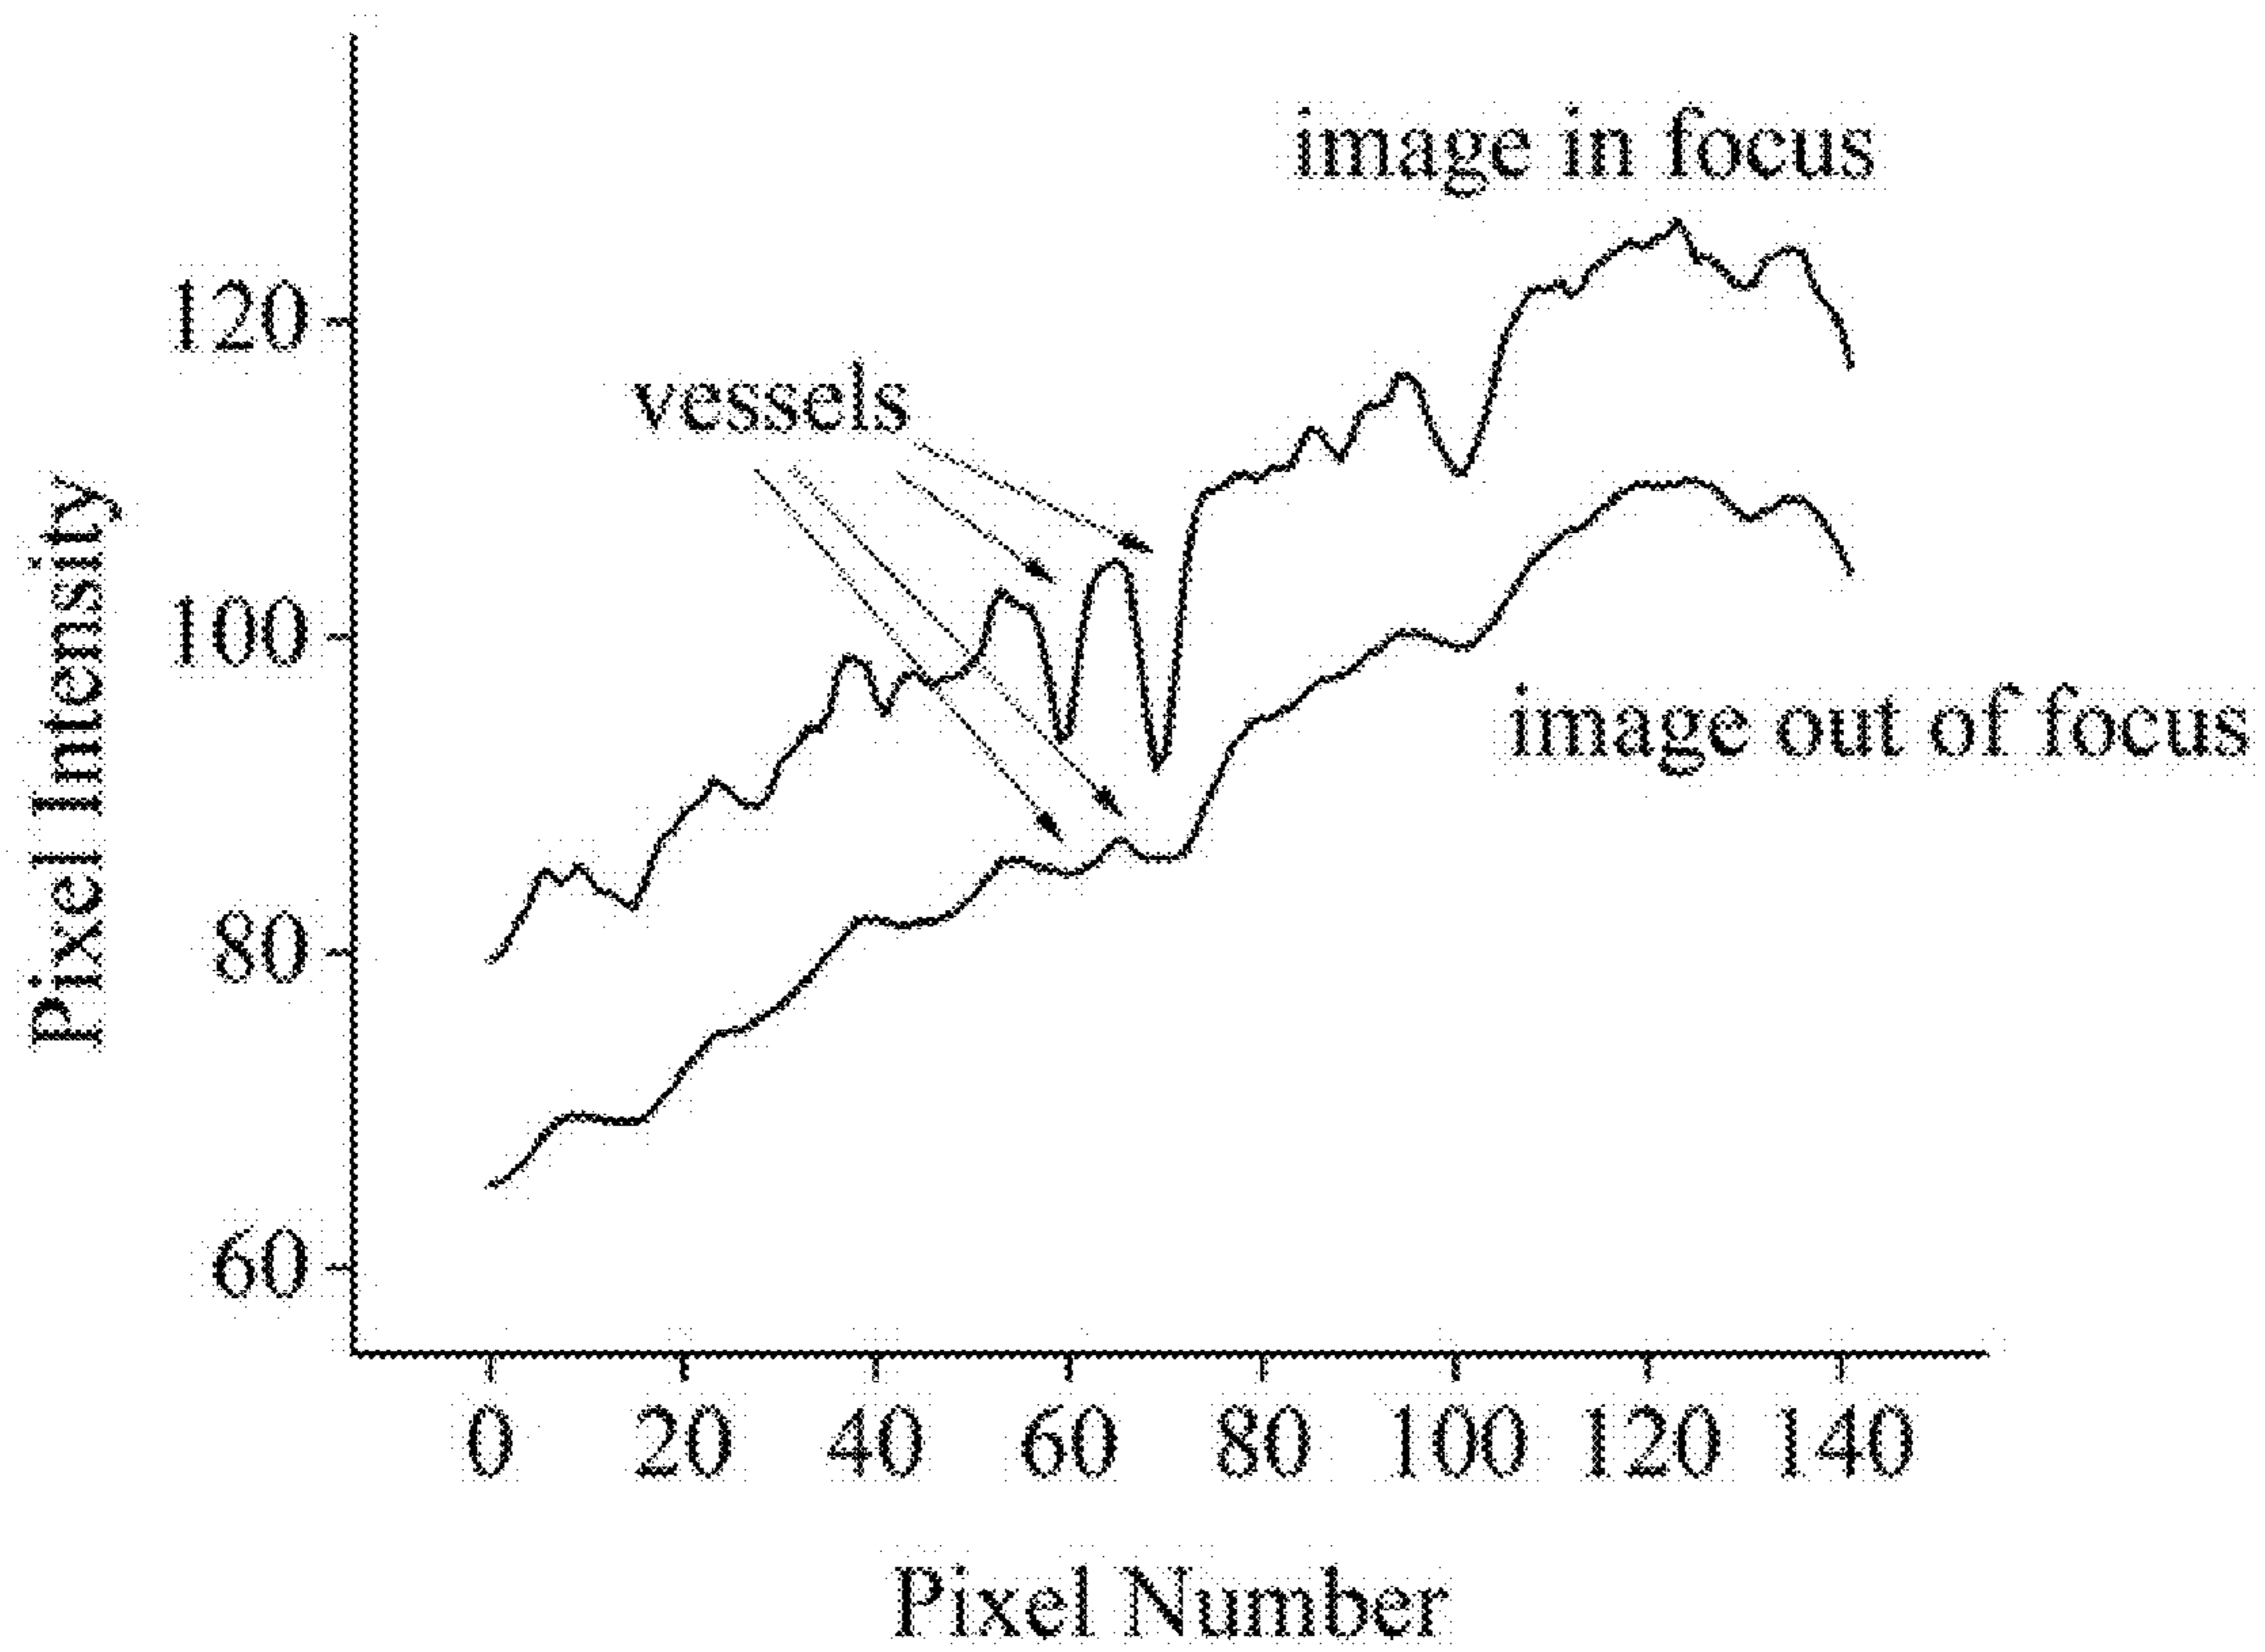 image in focus
120
vessels
100
image out of focus
80
60
Pixel Intensity
0 20 40 60 80 100 120 140
Pixel Number